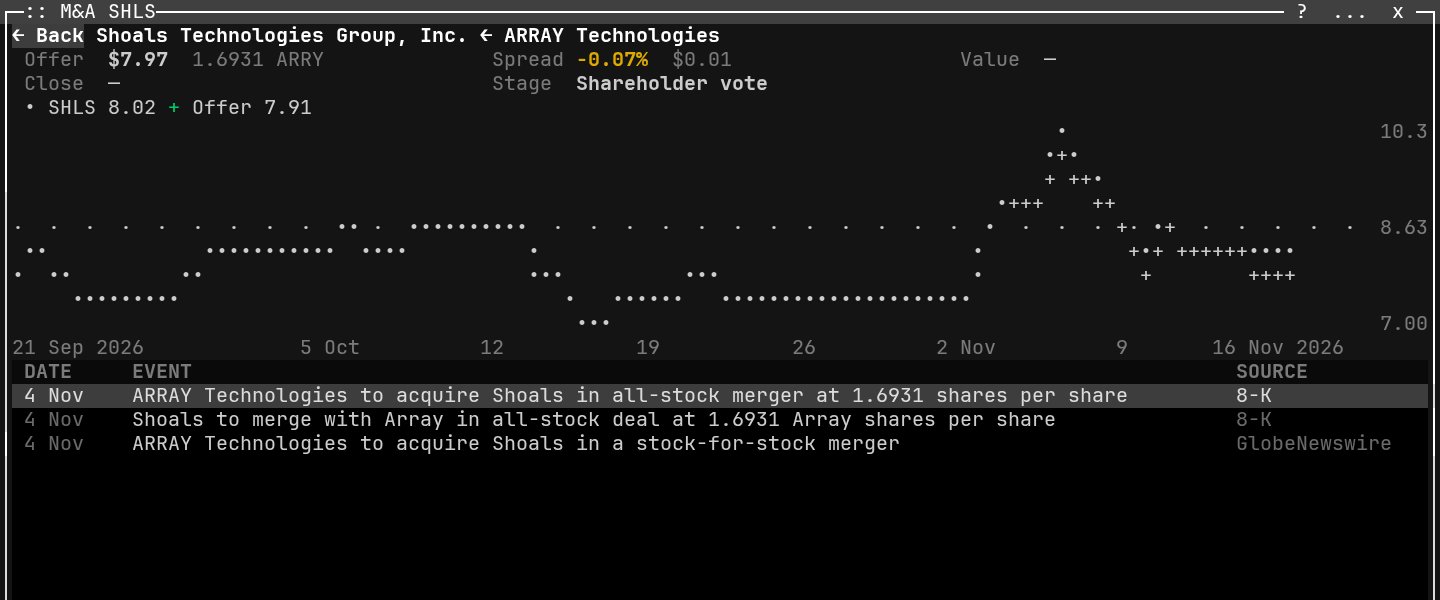 :: M&A SHLS ? ... x
← Back Shoals Technologies Group, Inc. ← ARRAY Technologies
Offer $7.97 1.6931 ARRY Spread -0.07% $0.01 Value —
Close — Stage Shareholder vote
• SHLS 8.02 + Offer 7.91
10.3
8.63
7.00
21 Sep 2026 5 Oct 12 19 26 2 Nov 9 16 Nov 2026
DATE EVENT SOURCE
4 Nov ARRAY Technologies to acquire Shoals in all-stock merger at 1.6931 shares per share 8-K
4 Nov Shoals to merge with Array in all-stock deal at 1.6931 Array shares per share 8-K
4 Nov ARRAY Technologies to acquire Shoals in a stock-for-stock merger GlobeNewswire